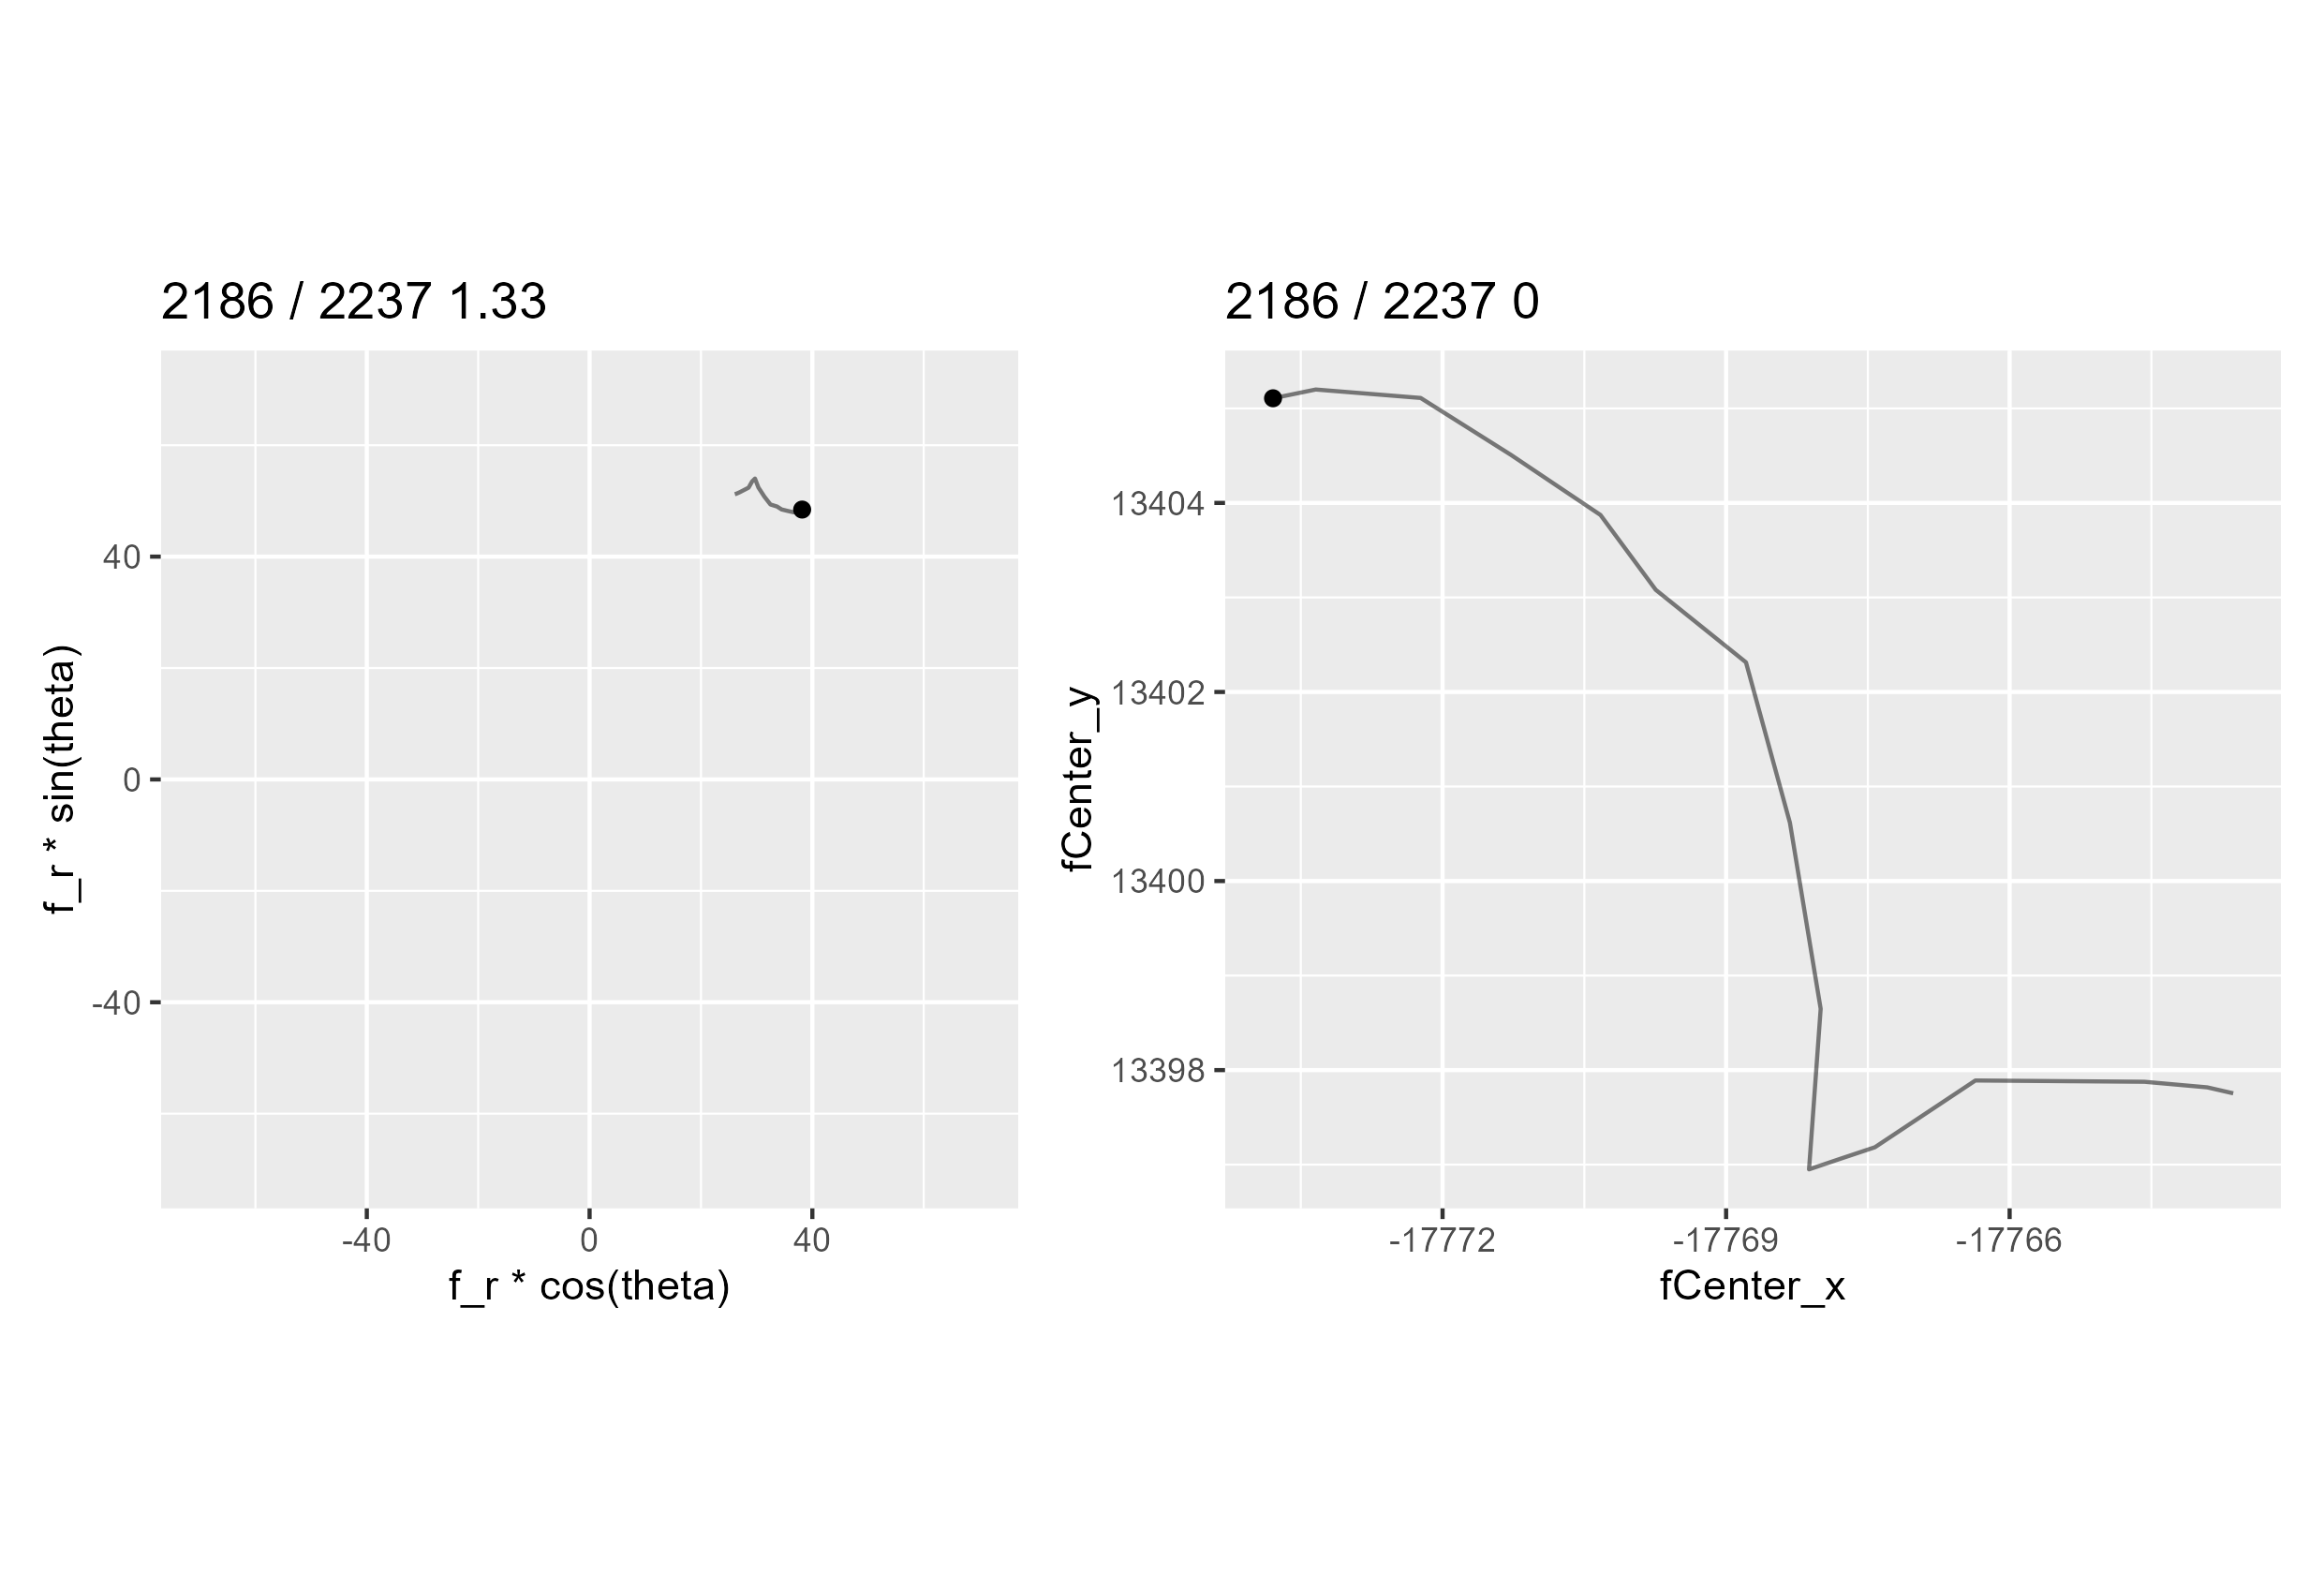 2186 / 2237 1.33
f_r * sin(theta)
40
0
-40
-40 0 40
f_r * cos(theta)
2186 / 2237 0
fCenter_y
13404
13402
13400
13398
-17772 -17769 -17766
fCenter_x